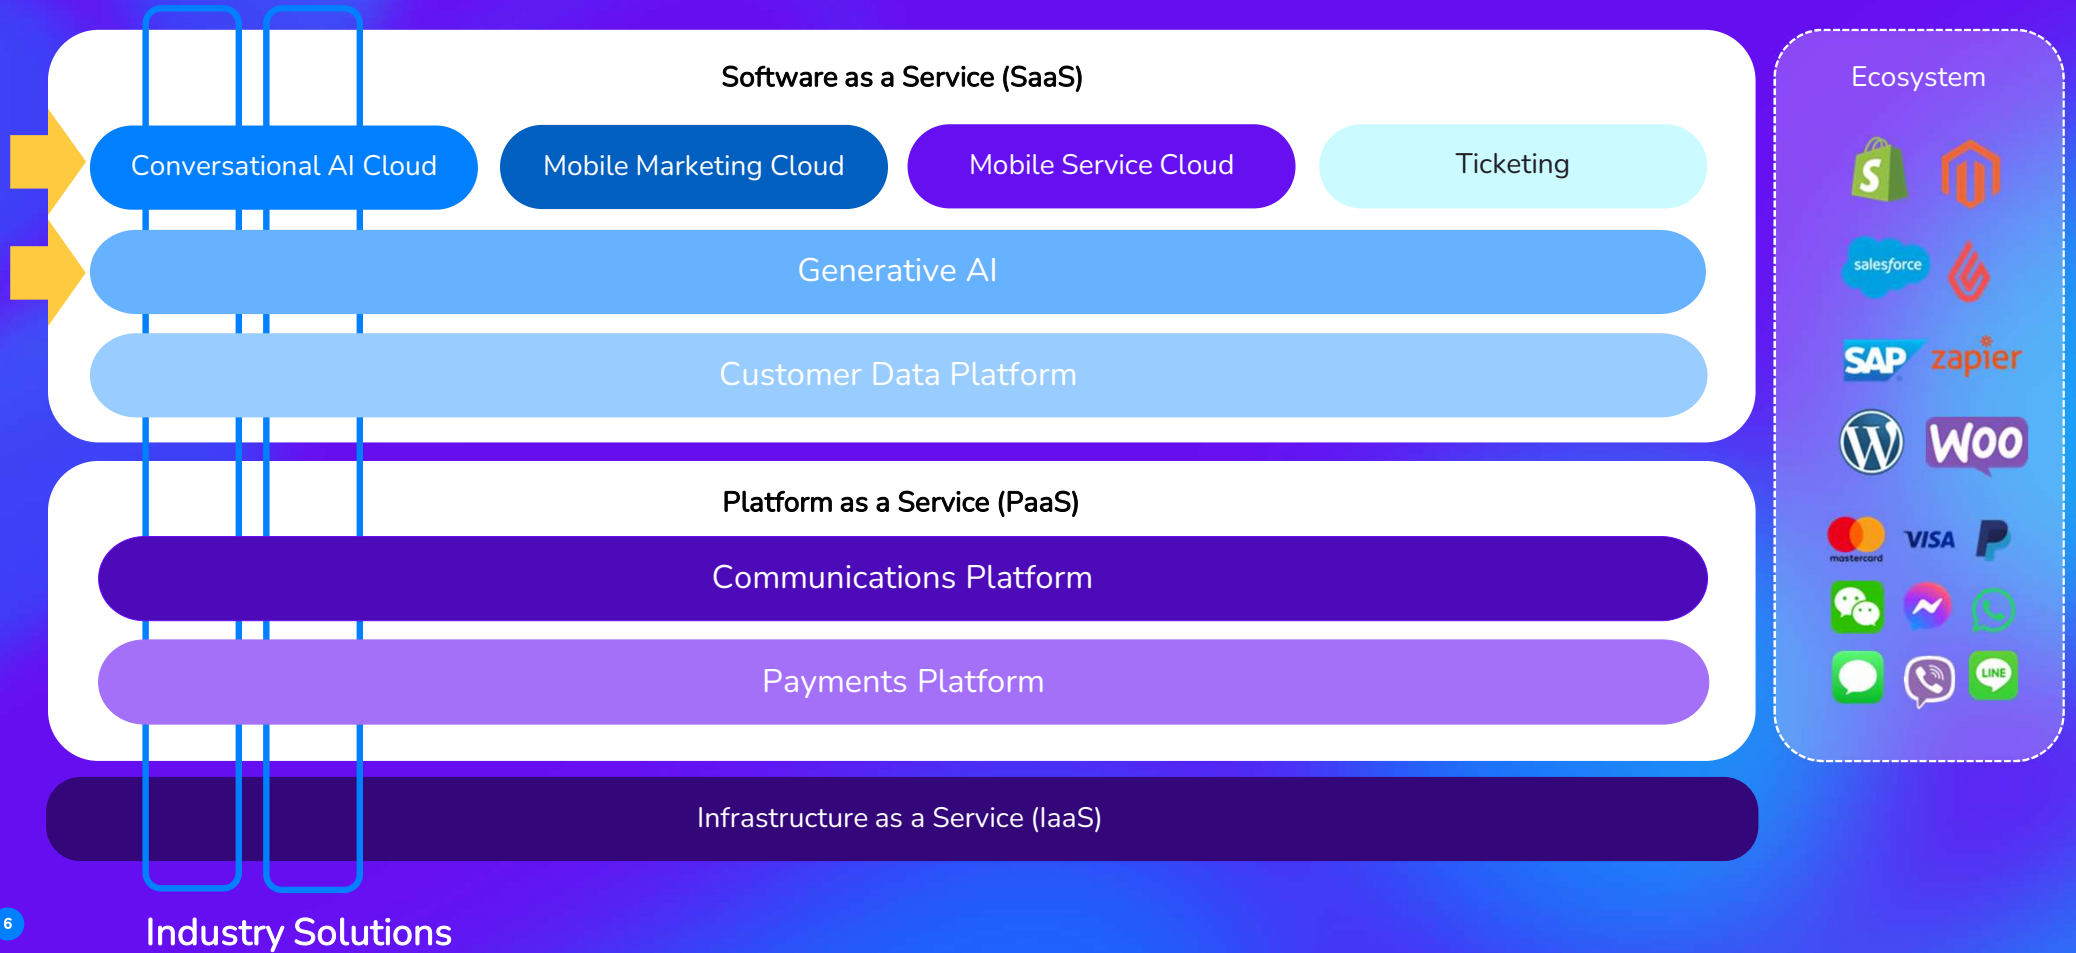 Software as a Service (SaaS)
Conversational AI Cloud
Mobile Marketing Cloud
Mobile Service Cloud
Ticketing
Generative AI
Customer Data Platform
Platform as a Service (PaaS)
Communications Platform
Payments Platform
Infrastructure as a Service (IaaS)
6
Industry Solutions
Ecosystem
S
salesforce
SAP
zapier
W
WOO
mastercard
VISA
LINE